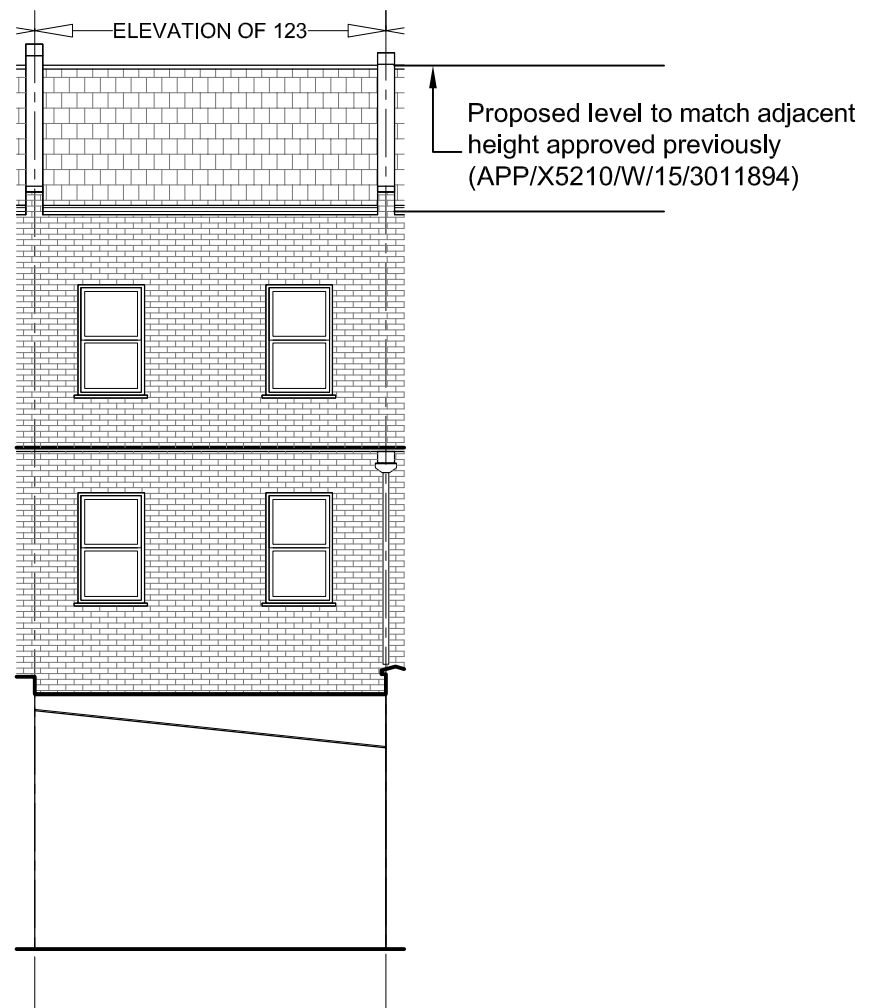 ELEVATION OF 123
Proposed level to match adjacent
height approved previously
(APP/X5210/W/15/3011894)